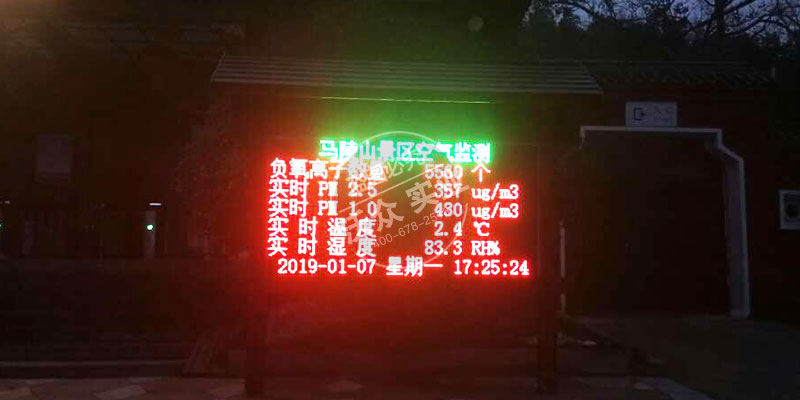 马陵山景区空气监测
负氧离子数量 5560 个
实时 PM 2.5 357 ug/m3
实时 PM 1.0 430 ug/m3
实时温度 2.4 ℃
实时湿度 83.3 RH%
2019-01-07 星期一 17:25:24